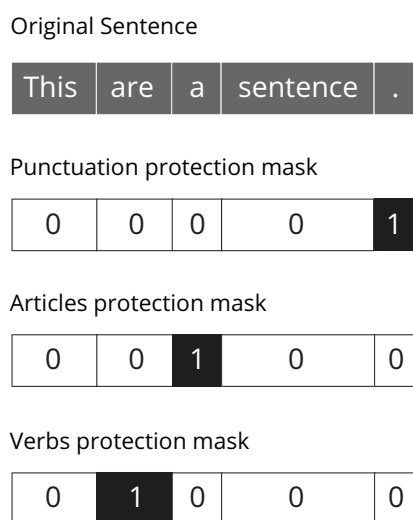 Original Sentence
This are a sentence .
Punctuation protection mask
0 0 0 0 1
Articles protection mask
0 0 1 0 0
Verbs protection mask
0 1 0 0 0